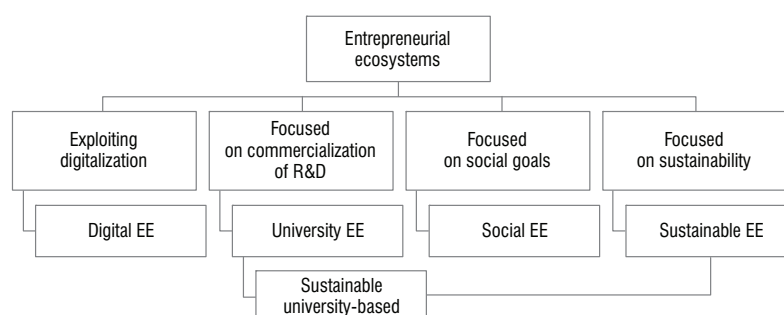 Entrepreneurial
ecosystems
Exploiting
digitalization
Focused
on commercialization
of R&D
Focused
on social goals
Focused
on sustainability
Digital EE
University EE
Social EE
Sustainable EE
Sustainable
university-based